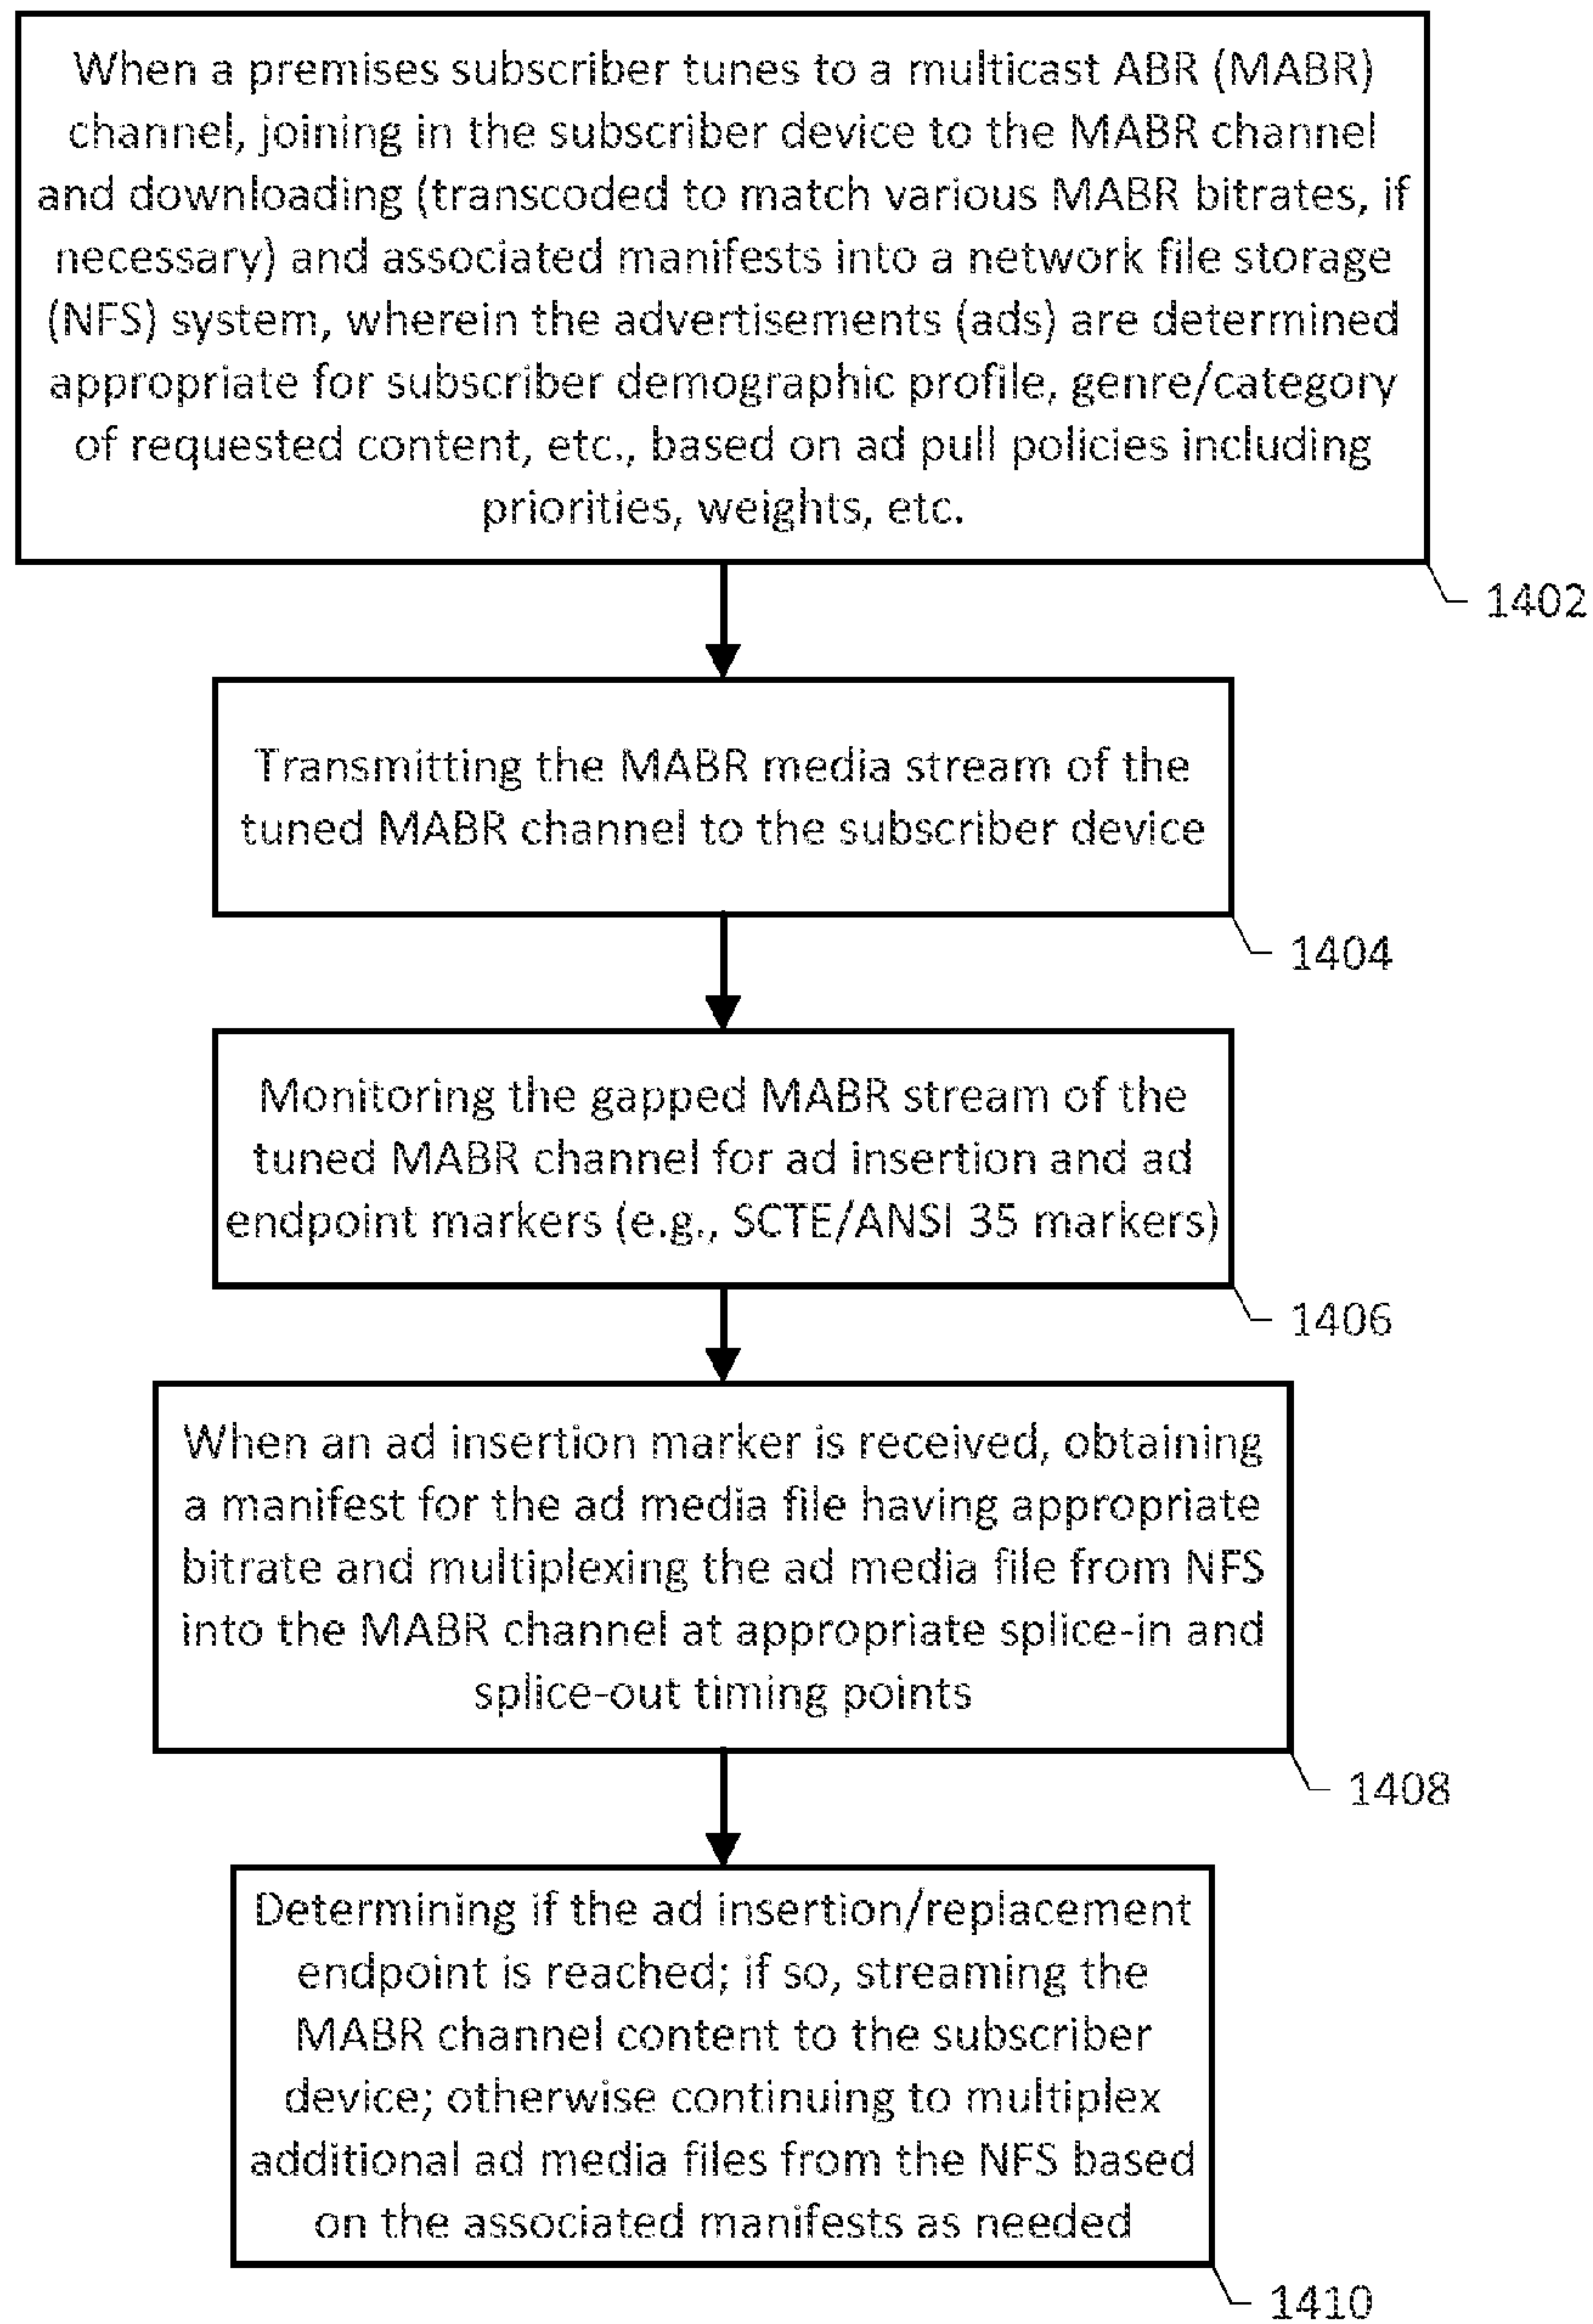 When a premises subscriber tunes to a multicast ABR (MABR)
channel, joining in the subscriber device to the MABR channel
and downloading (transcoded to match various MABR bitrates, if
necessary) and associated manifests into a network file storage
(NFS) system, wherein the advertisements (ads) are determined
appropriate for subscriber demographic profile, genre/category
of requested content, etc., based on ad pull policies including
priorities, weights, etc.
1402
Transmitting the MABR media stream of the
tuned MABR channel to the subscriber device
1404
Monitoring the gapped MABR stream of the
tuned MABR channel for ad insertion and ad
endpoint markers (e.g., SCTE/ANSI 35 markers)
1406
When an ad insertion marker is received, obtaining
a manifest for the ad media file having appropriate
bitrate and multiplexing the ad media file from NFS
into the MABR channel at appropriate splice-in and
splice-out timing points
1408
Determining if the ad insertion/replacement
endpoint is reached; if so, streaming the
MABR channel content to the subscriber
device; otherwise continuing to multiplex
additional ad media files from the NFS based
on the associated manifests as needed
1410